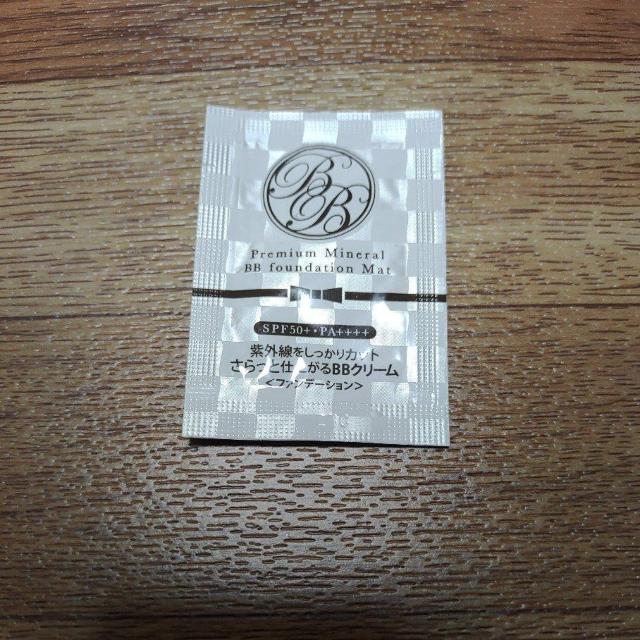 BB
Premium Mineral
BB foundation Mat
SPF50+・PA++++
紫外線をしっかりカット
さらっと仕上がるBBクリーム
＜ファンデーション＞